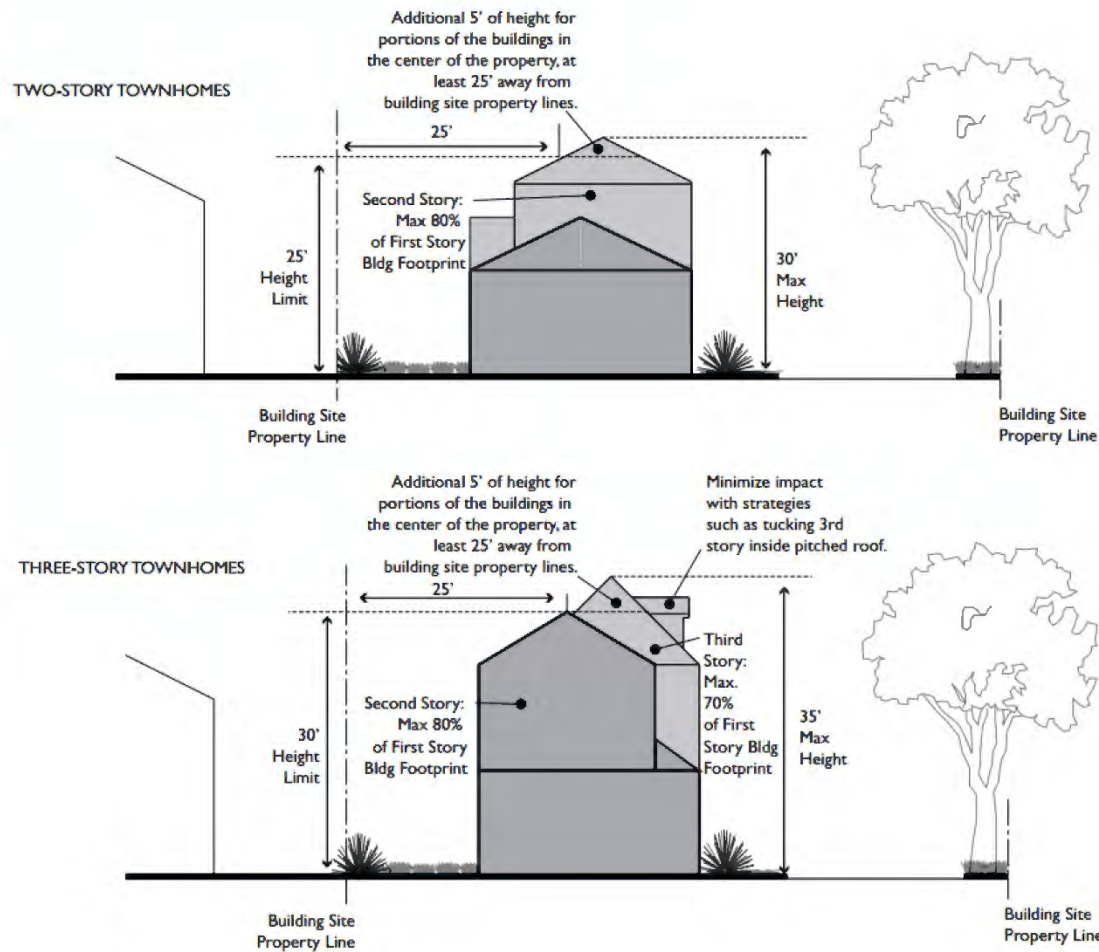 Additional 5' of height for
portions of the buildings in
the center of the property, at
least 25' away from
building site property lines.
TWO-STORY TOWNHOMES
25'
Second Story:
Max 80%
of First Story
Bldg Footprint
25'
Height
Limit
30'
Max
Height
Building Site
Property Line
Building Site
Property Line
Additional 5' of height for
portions of the buildings in
the center of the property, at
least 25' away from
building site property lines.
Minimize impact
with strategies
such as tucking 3rd
story inside pitched roof.
THREE-STORY TOWNHOMES
25'
Third
Story:
Max.
70%
of First
Story Bldg
Footprint
Second Story:
Max 80%
of First Story
Bldg Footprint
30'
Height
Limit
35'
Max
Height
Building Site
Property Line
Building Site
Property Line